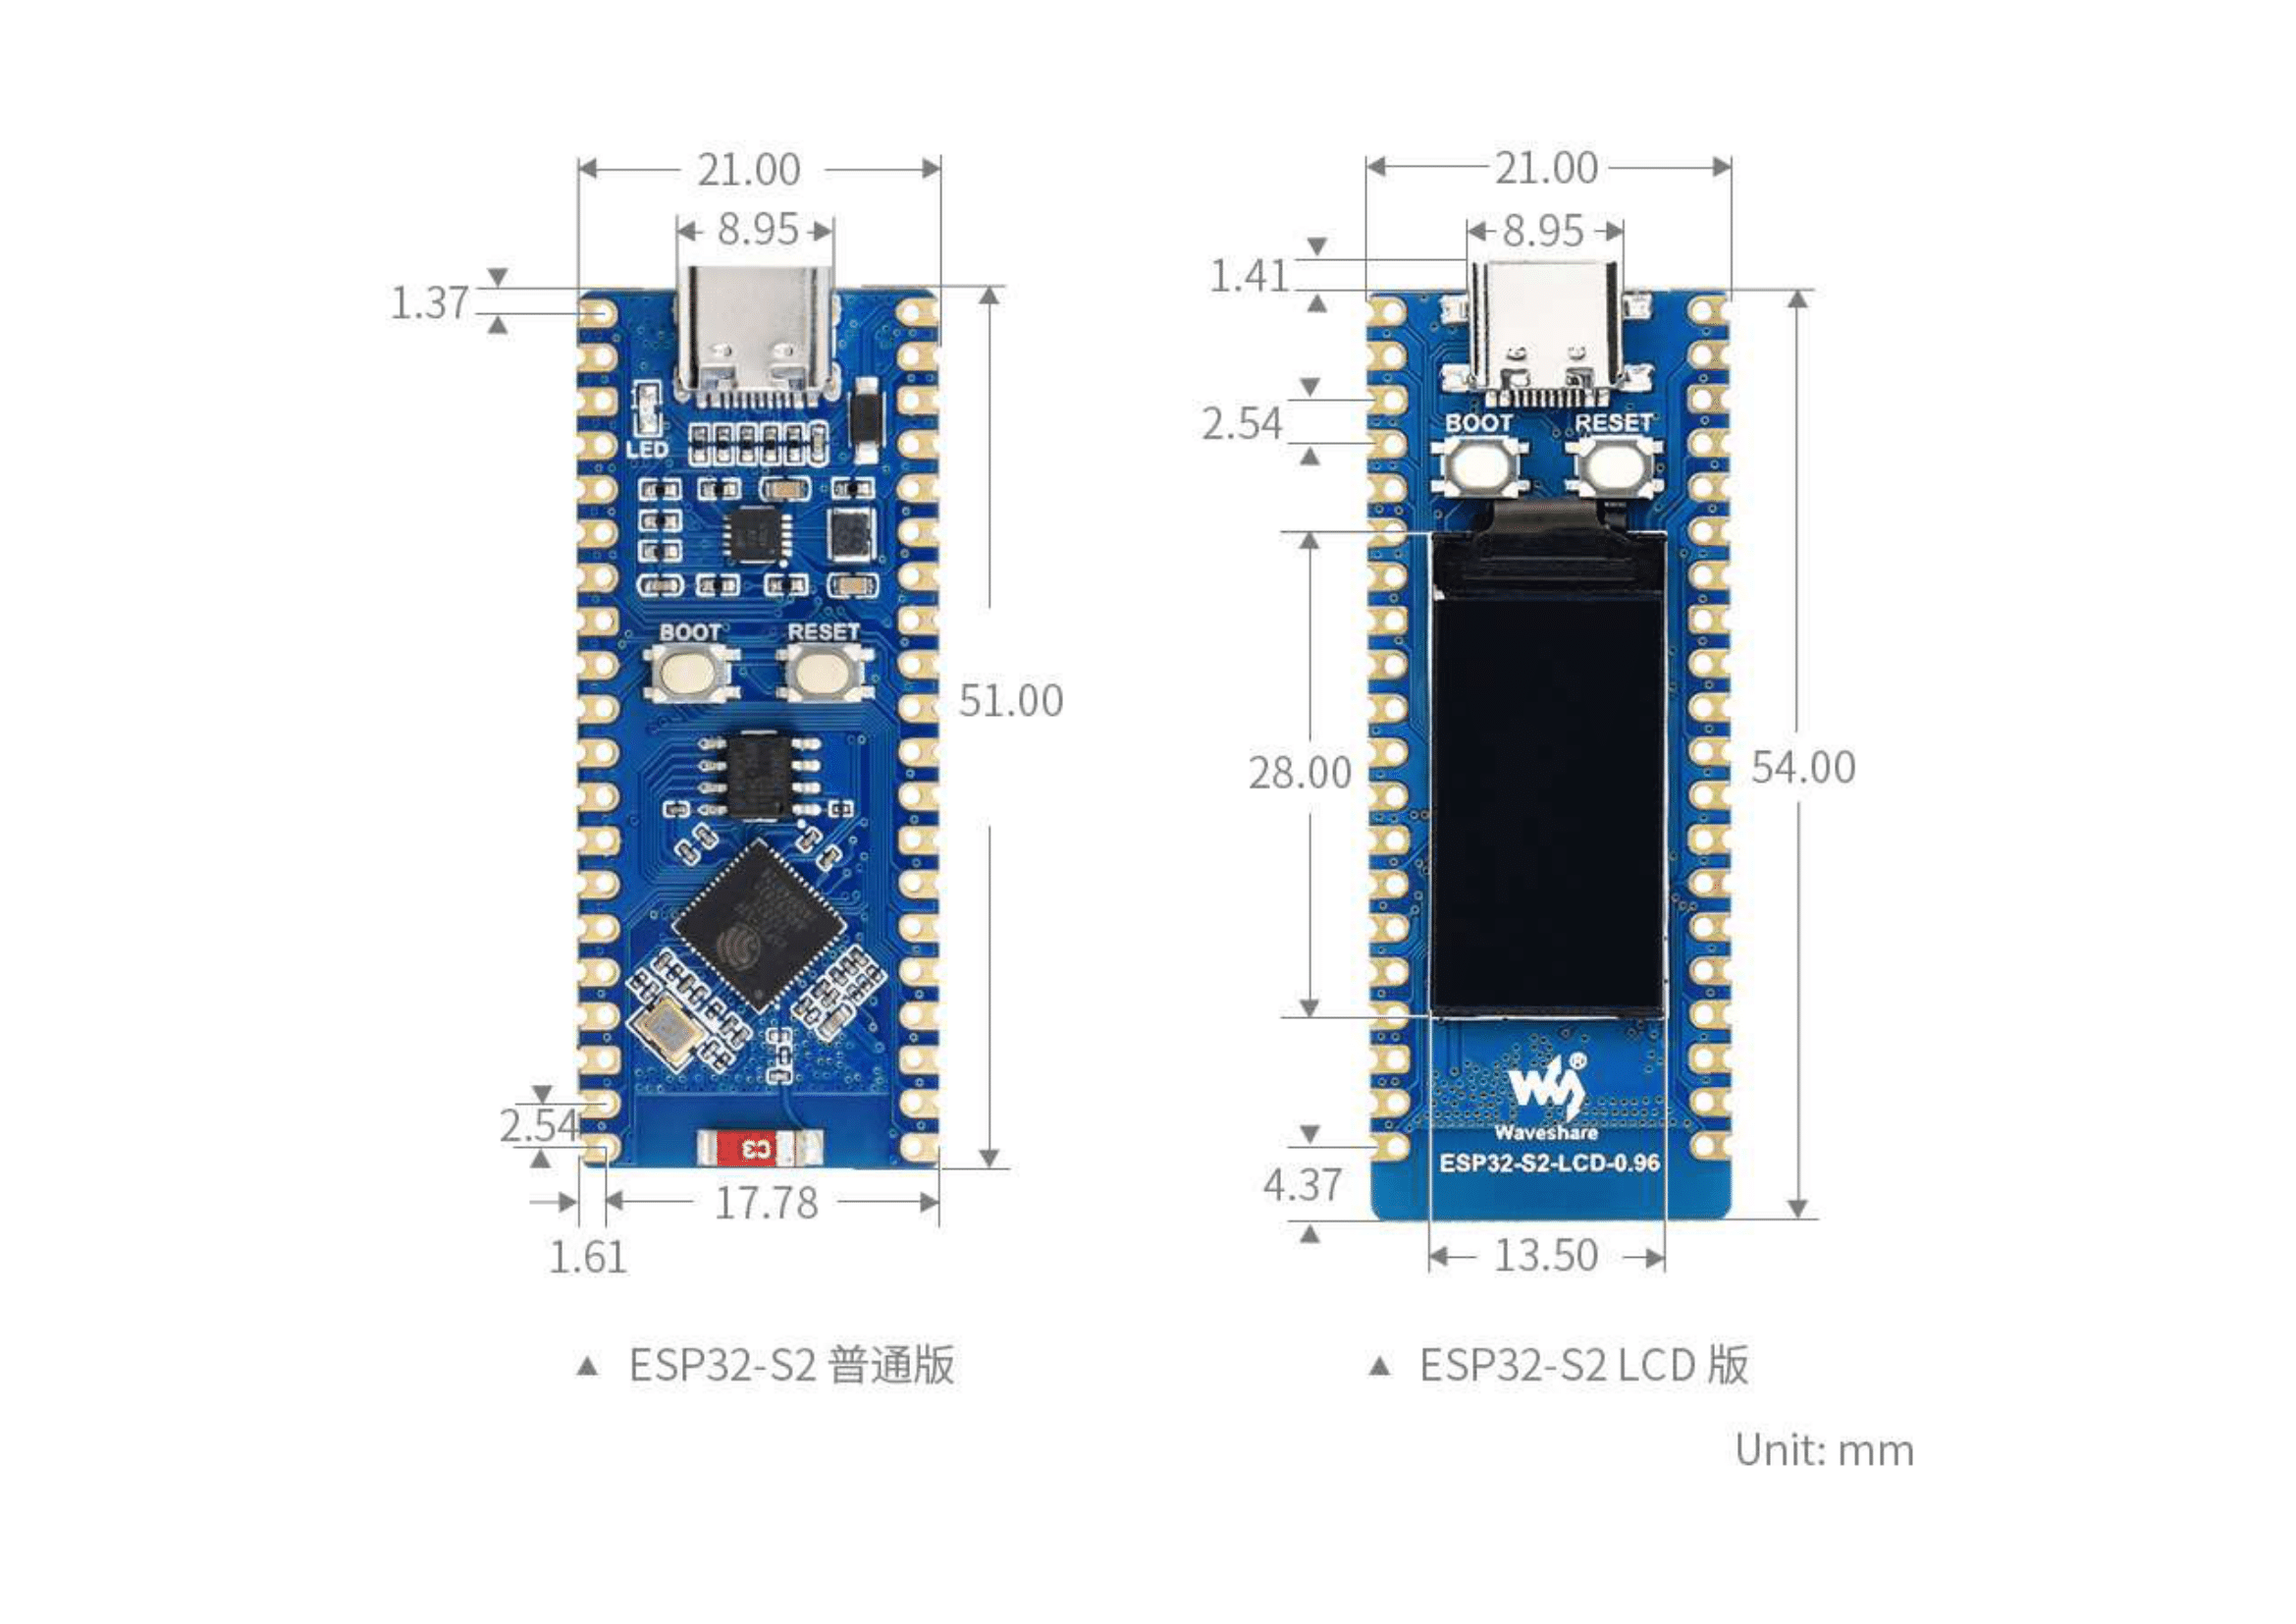 21.00
8.95
1.37
LED
BOOT RESET
51.00
C3
2.54
17.78
1.61
▲ ESP32-S2 普通版
21.00
8.95
1.41
2.54
BOOT RESET
28.00
54.00
®
Waveshare
ESP32-S2-LCD-0.96
4.37
13.50
▲ ESP32-S2 LCD 版
Unit: mm